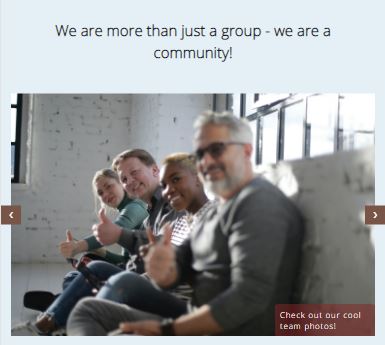 We are more than just a group - we are a
community!
Check out our cool
team photos!